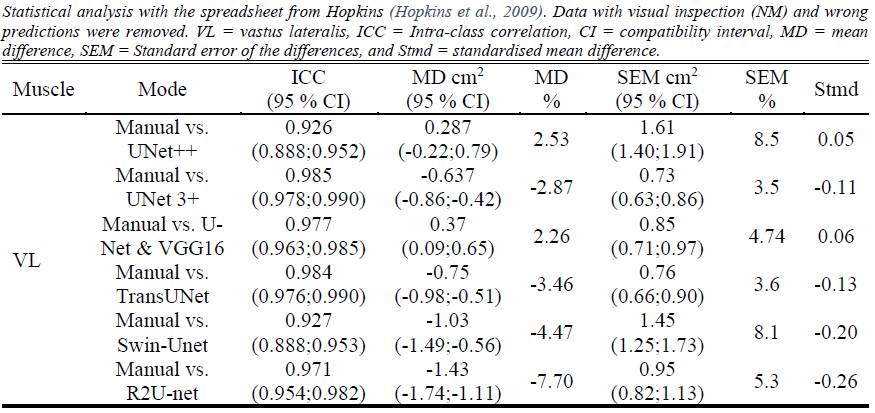 Statistical analysis with the spreadsheet from Hopkins (Hopkins et al., 2009). Data with visual inspection (NM) and wrong
predictions were removed. VL = vastus lateralis, ICC = Intra-class correlation, CI = compatibility interval, MD = mean
difference, SEM = Standard error of the differences, and Stmd = standardised mean difference.
Muscle Mode ICC (95 % CI) MD cm² (95 % CI) MD % SEM cm² (95 % CI) SEM % Stmd
VL
Manual vs. UNet++ 0.926 (0.888;0.952) 0.287 (-0.22;0.79) 2.53 1.61 (1.40;1.91) 8.5 0.05
Manual vs. UNet 3+ 0.985 (0.978;0.990) -0.637 (-0.86;-0.42) -2.87 0.73 (0.63;0.86) 3.5 -0.11
Manual vs. U-Net & VGG16 0.977 (0.963;0.985) 0.37 (0.09;0.65) 2.26 0.85 (0.71;0.97) 4.74 0.06
Manual vs. TransUNet 0.984 (0.976;0.990) -0.75 (-0.98;-0.51) -3.46 0.76 (0.66;0.90) 3.6 -0.13
Manual vs. Swin-Unet 0.927 (0.888;0.953) -1.03 (-1.49;-0.56) -4.47 1.45 (1.25;1.73) 8.1 -0.20
Manual vs. R2U-net 0.971 (0.954;0.982) -1.43 (-1.74;-1.11) -7.70 0.95 (0.82;1.13) 5.3 -0.26